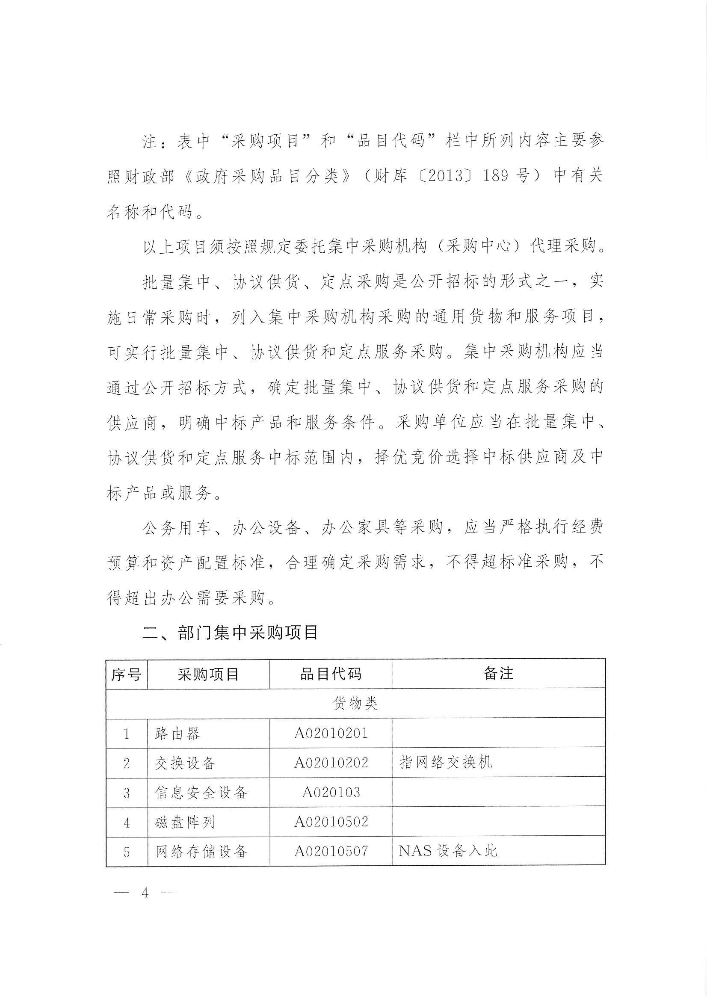 注：表中“采购项目”和“品目代码”栏中所列内容主要参
照财政部《政府采购品目分类》（财库〔2013〕189 号）中有关
名称和代码。
以上项目须按照规定委托集中采购机构（采购中心）代理采购。
批量集中、协议供货、定点采购是公开招标的形式之一，实
施日常采购时，列入集中采购机构采购的通用货物和服务项目，
可实行批量集中、协议供货和定点服务采购。集中采购机构应当
通过公开招标方式，确定批量集中、协议供货和定点服务采购的
供应商，明确中标产品和服务条件。采购单位应当在批量集中、
协议供货和定点服务中标范围内，择优竞价选择中标供应商及中
标产品或服务。
公务用车、办公设备、办公家具等采购，应当严格执行经费
预算和资产配置标准，合理确定采购需求，不得超标准采购，不
得超出办公需要采购。
二、部门集中采购项目
序号 采购项目 品目代码 备注
货物类
1 路由器 A02010201
2 交换设备 A02010202 指网络交换机
3 信息安全设备 A020103
4 磁盘阵列 A02010502
5 网络存储设备 A02010507 NAS 设备入此
— 4 —